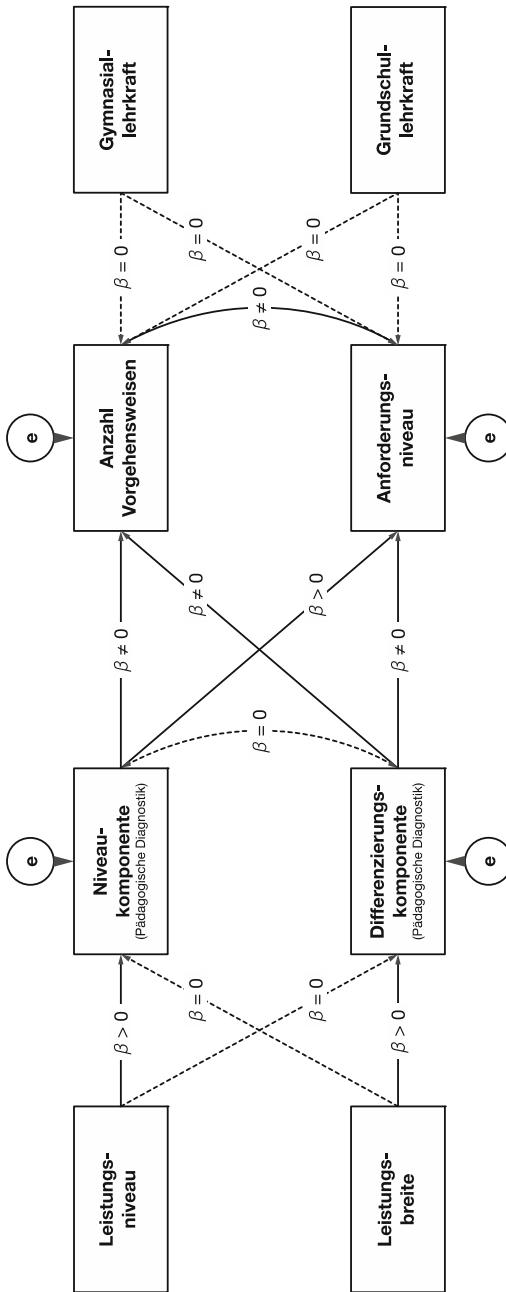 e
e
Leistungs-
niveau
β > 0
Niveau-
komponente
(Pädagogische Diagnostik)
β ≠ 0
Anzahl
Vorgehensweisen
β = 0
Gymnasial-
lehrkraft
β = 0
β ≠ 0
β = 0
β = 0
β ≠ 0
β = 0
β > 0
β = 0
Leistungs-
breite
β > 0
Differenzierungs-
komponente
(Pädagogische Diagnostik)
β ≠ 0
Anforderungs-
niveau
β = 0
Grundschul-
lehrkraft
e
e